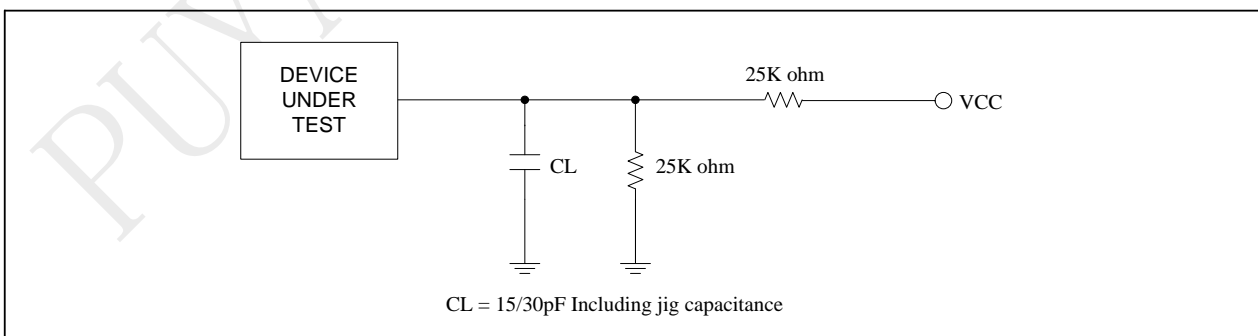 DEVICE
UNDER
TEST
25K ohm
VCC
CL
25K ohm
CL = 15/30pF Including jig capacitance